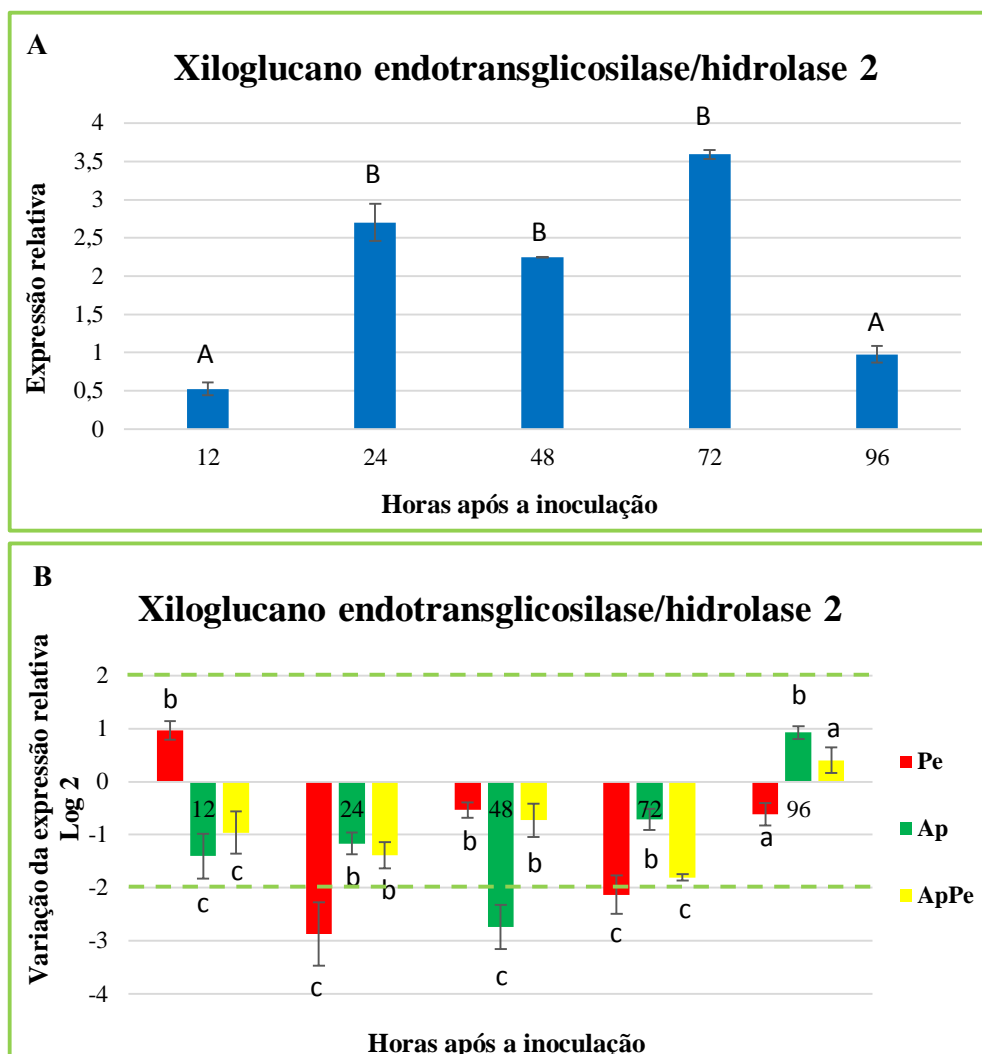 A
Xiloglucano endotransglicosilase/hidrolase 2
Expressão relativa
4
3,5
3
2,5
2
1,5
1
0,5
0
A
B
B
B
A
12 24 48 72 96
Horas após a inoculação
B
Xiloglucano endotransglicosilase/hidrolase 2
Variação da expressão relativa
Log 2
2
1
0
-1
-2
-3
-4
b
c
c
c
b
b
b
c
b
c
b
c
a
b
a
12 24 48 72 96
Pe
Ap
ApPe
Horas após a inoculação